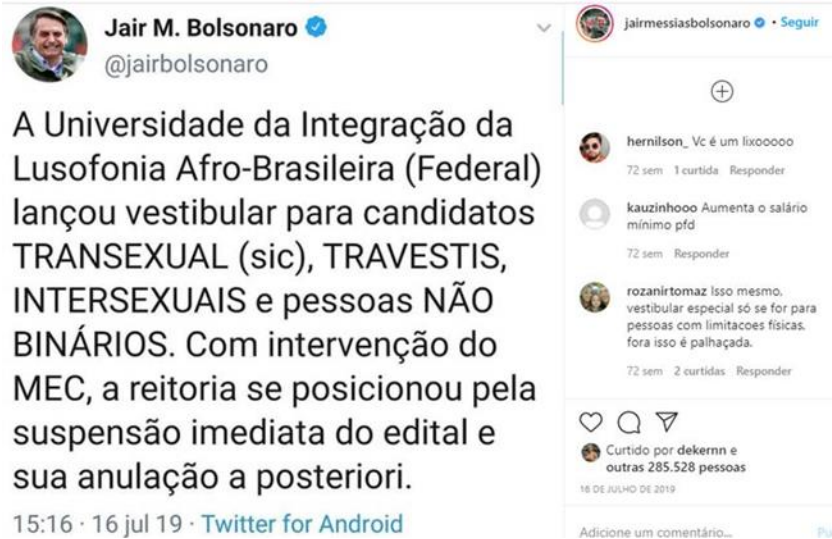 Jair M. Bolsonaro
@jairbolsonaro
A Universidade da Integração da
Lusofonia Afro-Brasileira (Federal)
lançou vestibular para candidatos
TRANSEXUAL (sic), TRAVESTIS,
INTERSEXUAIS e pessoas NÃO
BINÁRIOS. Com intervenção do
MEC, a reitoria se posicionou pela
suspensão imediata do edital e
sua anulação a posteriori.
15:16 · 16 jul 19 · Twitter for Android
jairmessiasbolsonaro • Seguir
hernilson_ Vc é um lixooooo
72 sem 1 curtida Responder
kauzinhooo Aumenta o salário
mínimo pfd
72 sem Responder
rozanirtomaz Isso mesmo,
vestibular especial só se for para
pessoas com limitacoes físicas,
fora isso é palhaçada.
72 sem 2 curtidas Responder
Curtido por dekernn e
outras 285.528 pessoas
16 DE JULHO DE 2019
Adicione um comentário...